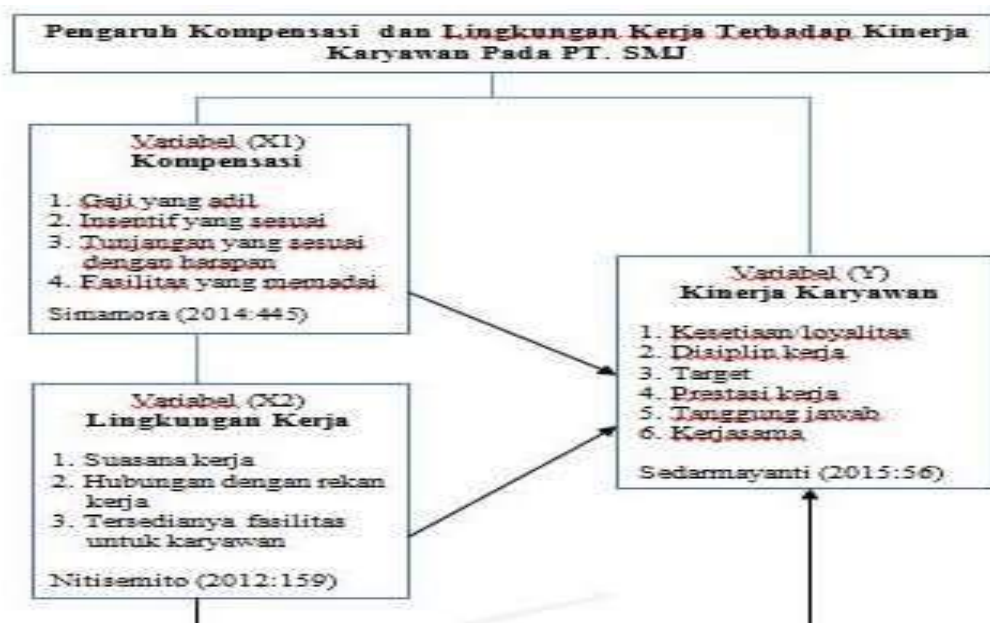 Pengaruh Kompensasi dan Lingkungan Kerja Terhadap Kinerja
Karyawan Pada PT. SMJ
Variabel (X1)
Kompensasi
1. Gaji yang adil
2. Insentif yang sesuai
3. Tunjangan yang sesuai
dengan harapan
4. Fasilitas yang memadai
Simamora (2014:445)
Variabel (X2)
Lingkungan Kerja
1. Suasana kerja
2. Hubungan dengan rekan
kerja
3. Tersedianya fasilitas
untuk karyawan
Nitisemito (2012:159)
Variabel (Y)
Kinerja Karyawan
1. Kesetiaan/loyalitas
2. Disiplin kerja
3. Target
4. Prestasi kerja
5. Tanggung jawab
6. Kerjasama
Sedarmayanti (2015:56)